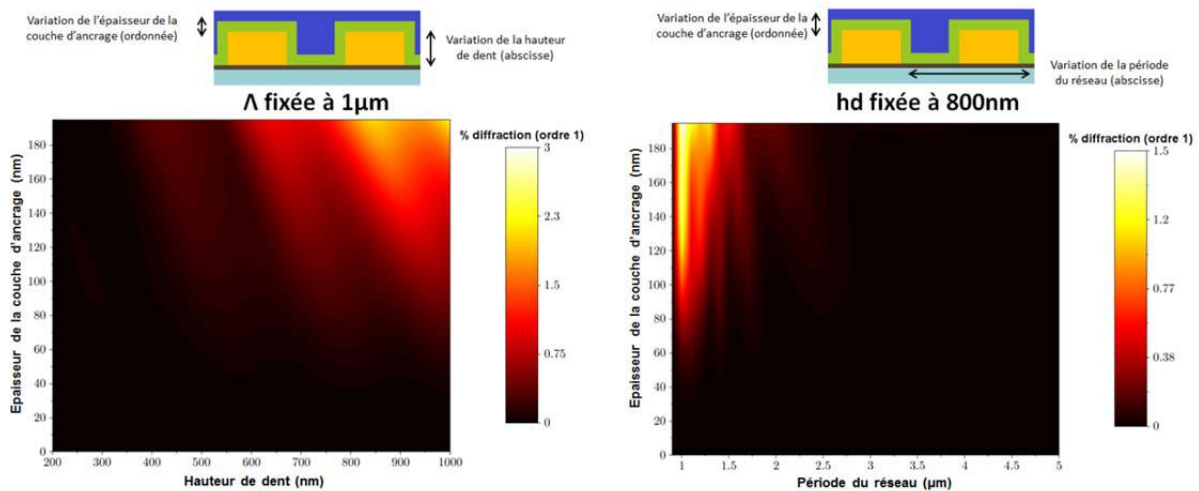 Variation de l'épaisseur de la
couche d'ancrage (ordonnée)
Variation de la hauteur
de dent (abscisse)
Λ fixée à 1µm
% diffraction (ordre 1)
3
2.3
1.5
0.75
0
Epaisseur de la couche d'ancrage (nm)
180
160
140
120
100
80
60
40
20
0
200 300 400 500 600 700 800 900 1000
Hauteur de dent (nm)
Variation de l'épaisseur de la
couche d'ancrage (ordonnée)
Variation de la période
du réseau (abscisse)
hd fixée à 800nm
% diffraction (ordre 1)
1.5
1.2
0.77
0.38
0
Epaisseur de la couche d'ancrage (nm)
180
160
140
120
100
80
60
40
20
0
1 1.5 2 2.5 3 3.5 4 4.5 5
Période du réseau (µm)